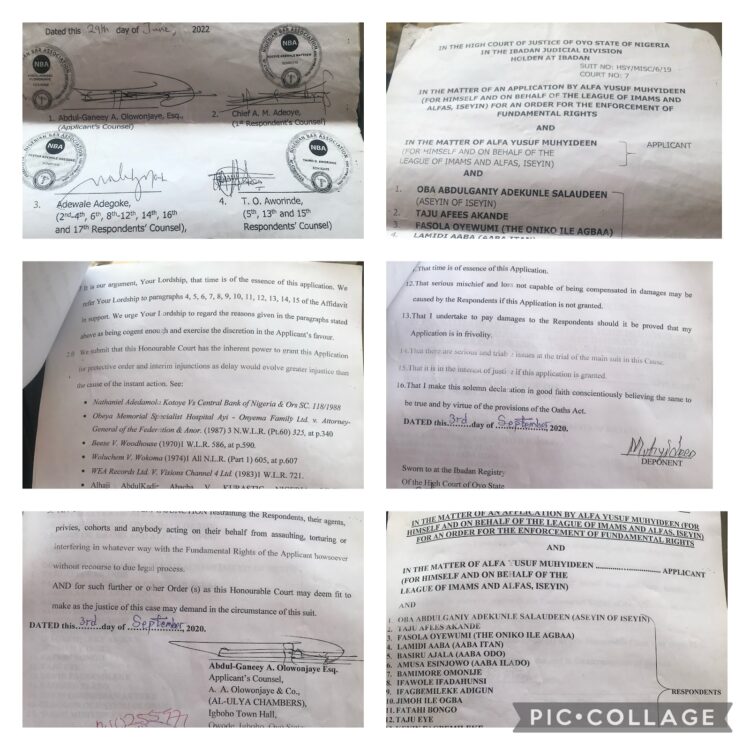 Dated this 29th day of June, 2022
NBA
NBA
1. Abdul-Ganeey A. Olowonjaye, Esq.,
(Applicant's Counsel)
2. Chief A. M. Adeoye,
(1st Respondent's Counsel)
NIGERIAN BAR ASSOCIATION
NBA
NBA
3. Adewale Adegoke,
(2nd-4th, 6th, 8th-12th, 14th, 16th
and 17th Respondents' Counsel),
4. T. O. Aworinde,
(5th, 13th and 15th
Respondents' Counsel)
IN THE HIGH COURT OF JUSTICE OF OYO STATE OF NIGERIA
IN THE IBADAN JUDICIAL DIVISION
HOLDEN AT IBADAN
SUIT NO: HSY/MISC/6/19
COURT NO: 7
IN THE MATTER OF AN APPLICATION BY ALFA YUSUF MUHYIDEEN
(FOR HIMSELF AND ON BEHALF OF THE LEAGUE OF IMAMS AND
ALFAS, ISEYIN) FOR AN ORDER FOR THE ENFORCEMENT OF
FUNDAMENTAL RIGHTS
AND
IN THE MATTER OF ALFA YUSUF MUHYIDEEN
(FOR HIMSELF AND ON BEHALF OF THE
LEAGUE OF IMAMS AND ALFAS, ISEYIN)
APPLICANT
AND
1. OBA ABDULGANIY ADEKUNLE SALAUDEEN
(ASEYIN OF ISEYIN)
2. TAJU AFEES AKANDE
3. FASOLA OYEWUMI (THE ONIKO ILE AGBAA)
4. LAMIDI AABA (AABA ITAN)
It is our argument, Your Lordship, that time is of the essence of this application. We
refer Your Lordship to paragraphs 4, 5, 6, 7, 8, 9, 10, 11, 12, 13, 14, 15 of the Affidavit
in support. We urge Your Lordship to regard the reasons given in the paragraphs stated
above as being cogent enough and exercise the discretion in the Applicant's favour.
2.8 We submit that this Honourable Court has the inherent power to grant this Application
for protective order and interim injunctions as delay would evolve greater injustice than
the cause of the instant action. See:
• Nathaniel Adedamola Kotoye Vs Central Bank of Nigeria & Ors SC. 118/1988
• Obeya Memorial Specialist Hospital Ayi - Onyema Family Ltd. v. Attorney-
General of the Federation & Anor. (1987) 3 N.W.L.R. (Pt.60) 325, at p.340
• Beese V. Woodhouse (1970)1 W.L.R. 586, at p.590.
• Woluchem V. Wokoma (1974)1 All N.L.R. (Part 1) 605, at p.607
• WEA Records Ltd. V. Visions Channel 4 Ltd. (1983)1 W.L.R. 721.
• Alhaji AbdulKadir Abacha V.
That time is of essence of this Application.
12. That serious mischief and loss not capable of being compensated in damages may be
caused by the Respondents if this Application is not granted.
13. That I undertake to pay damages to the Respondents should it be proved that my
Application is in frivolity.
14. That there are serious and triable issues at the trial of the main suit in this Cause.
15. That it is in the interest of justice if this application is granted.
16. That I make this solemn declaration in good faith consciously believing the same to
be true and by virtue of the provisions of the Oaths Act.
DATED this 3rd day of September 2020.
Muhyideen
DEPONENT
Sworn to at the Ibadan Registry
Of the High Court of Oyo State
restraining the Respondents, their agents,
privies, cohorts and anybody acting on their behalf from assaulting, torturing or
interfering in whatever way with the Fundamental Rights of the Applicant howsoever
without recourse to due legal process.
AND for such further or other Order (s) as this Honourable Court may deem fit to
make as the justice of this case may demand in the circumstance of this suit.
DATED this 3rd day of September, 2020.
Abdul-Ganeey A. Olowonjaye Esq.
Applicant's Counsel,
A. A. Olowonjaye & Co.,
(AL-ULYA CHAMBERS),
Igboho Town Hall,
IN THE MATTER OF AN APPLICATION BY ALFA YUSUF MUHYIDEEN (FOR
HIMSELF AND ON BEHALF OF THE LEAGUE OF IMAMS AND ALFAS, ISEYIN)
FOR AN ORDER FOR THE ENFORCEMENT OF FUNDAMENTAL RIGHTS
AND
IN THE MATTER OF ALFA YUSUF MUHYIDEEN .......... APPLICANT
(FOR HIMSELF AND ON BEHALF OF THE
LEAGUE OF IMAMS AND ALFAS, ISEYIN)
AND
1. OBA ABDULGANIY ADEKUNLE SALAUDEEN (ASEYIN OF ISEYIN)
2. TAJU AFEES AKANDE
3. FASOLA OYEWUMI (THE ONIKO ILE AGBAA)
4. LAMIDI AABA (AABA ITAN)
5. BASIRU AJALA (AABA ODO)
6. AMUSA ESINJOWO (AABA ILADO)
7. BAMIMORE OMONIJE
8. IFAWOLE IFADAHUNSI
9. IFAGBEMILEKE ADIGUN
10. JIMOH ILE OGBA
11. FATAHI BONGO
12. TAJU EYE
RESPONDENTS
PIC•COLLAGE